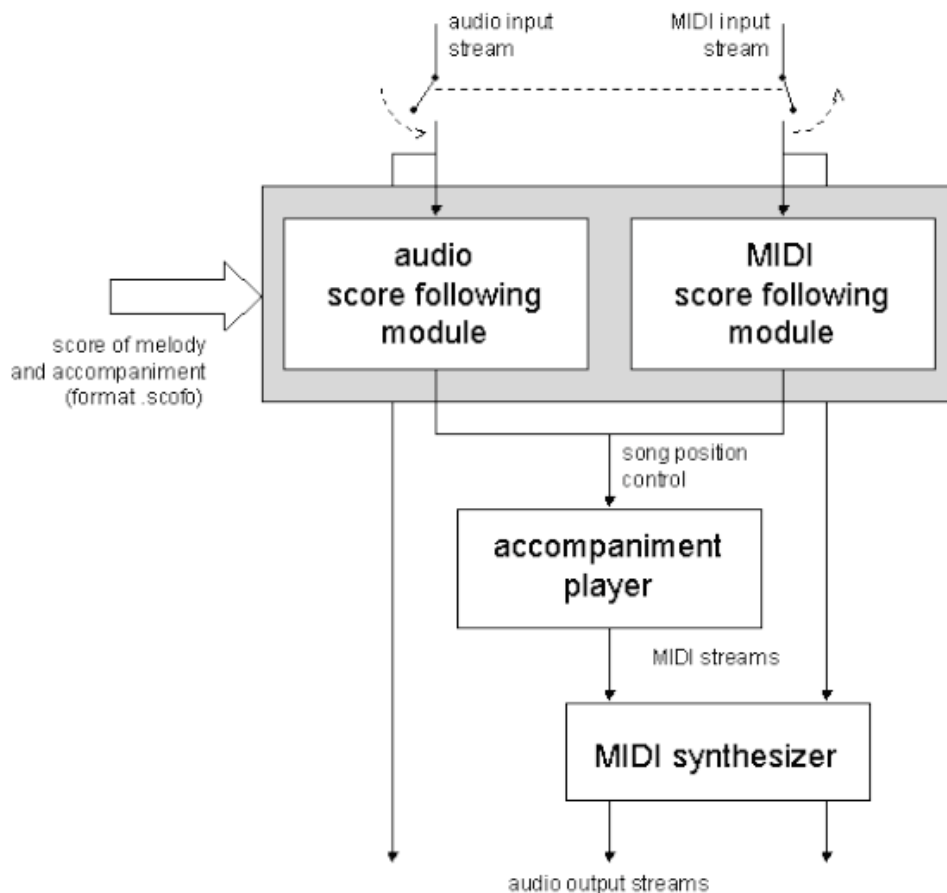 audio input
stream
MIDI input
stream
audio
score following
module
MIDI
score following
module
score of melody
and accompaniment
(format .scofo)
song position
control
accompaniment
player
MIDI streams
MIDI synthesizer
audio output streams